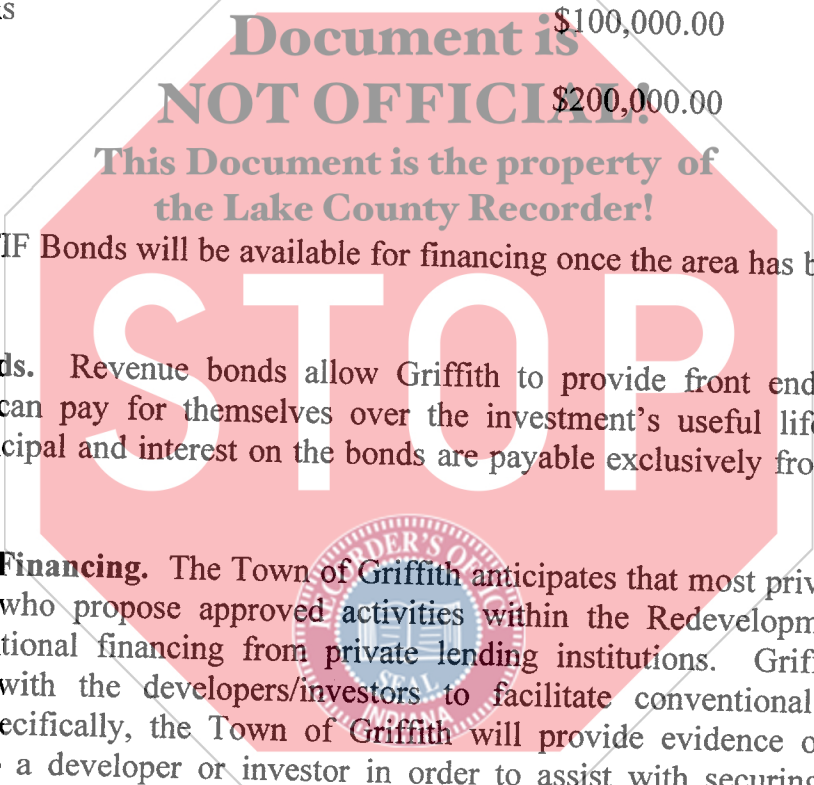 $100,000.00
Document is
NOT OFFICIAL!
$200,000.00
This Document is the property of
the Lake County Recorder!
IF Bonds will be available for financing once the area has b
STOP
ds. Revenue bonds allow Griffith to provide front end
can pay for themselves over the investment's useful life
cipal and interest on the bonds are payable exclusively fro
RECORDER'S OFFICE
Financing. The Town of Griffith anticipates that most priv
who propose approved activities within the Redevelopm
tional financing from private lending institutions. Grif
SEAL
with the developers/investors to facilitate conventional
INDIANA
ecifically, the Town of Griffith will provide evidence o
a developer or investor in order to assist with securing